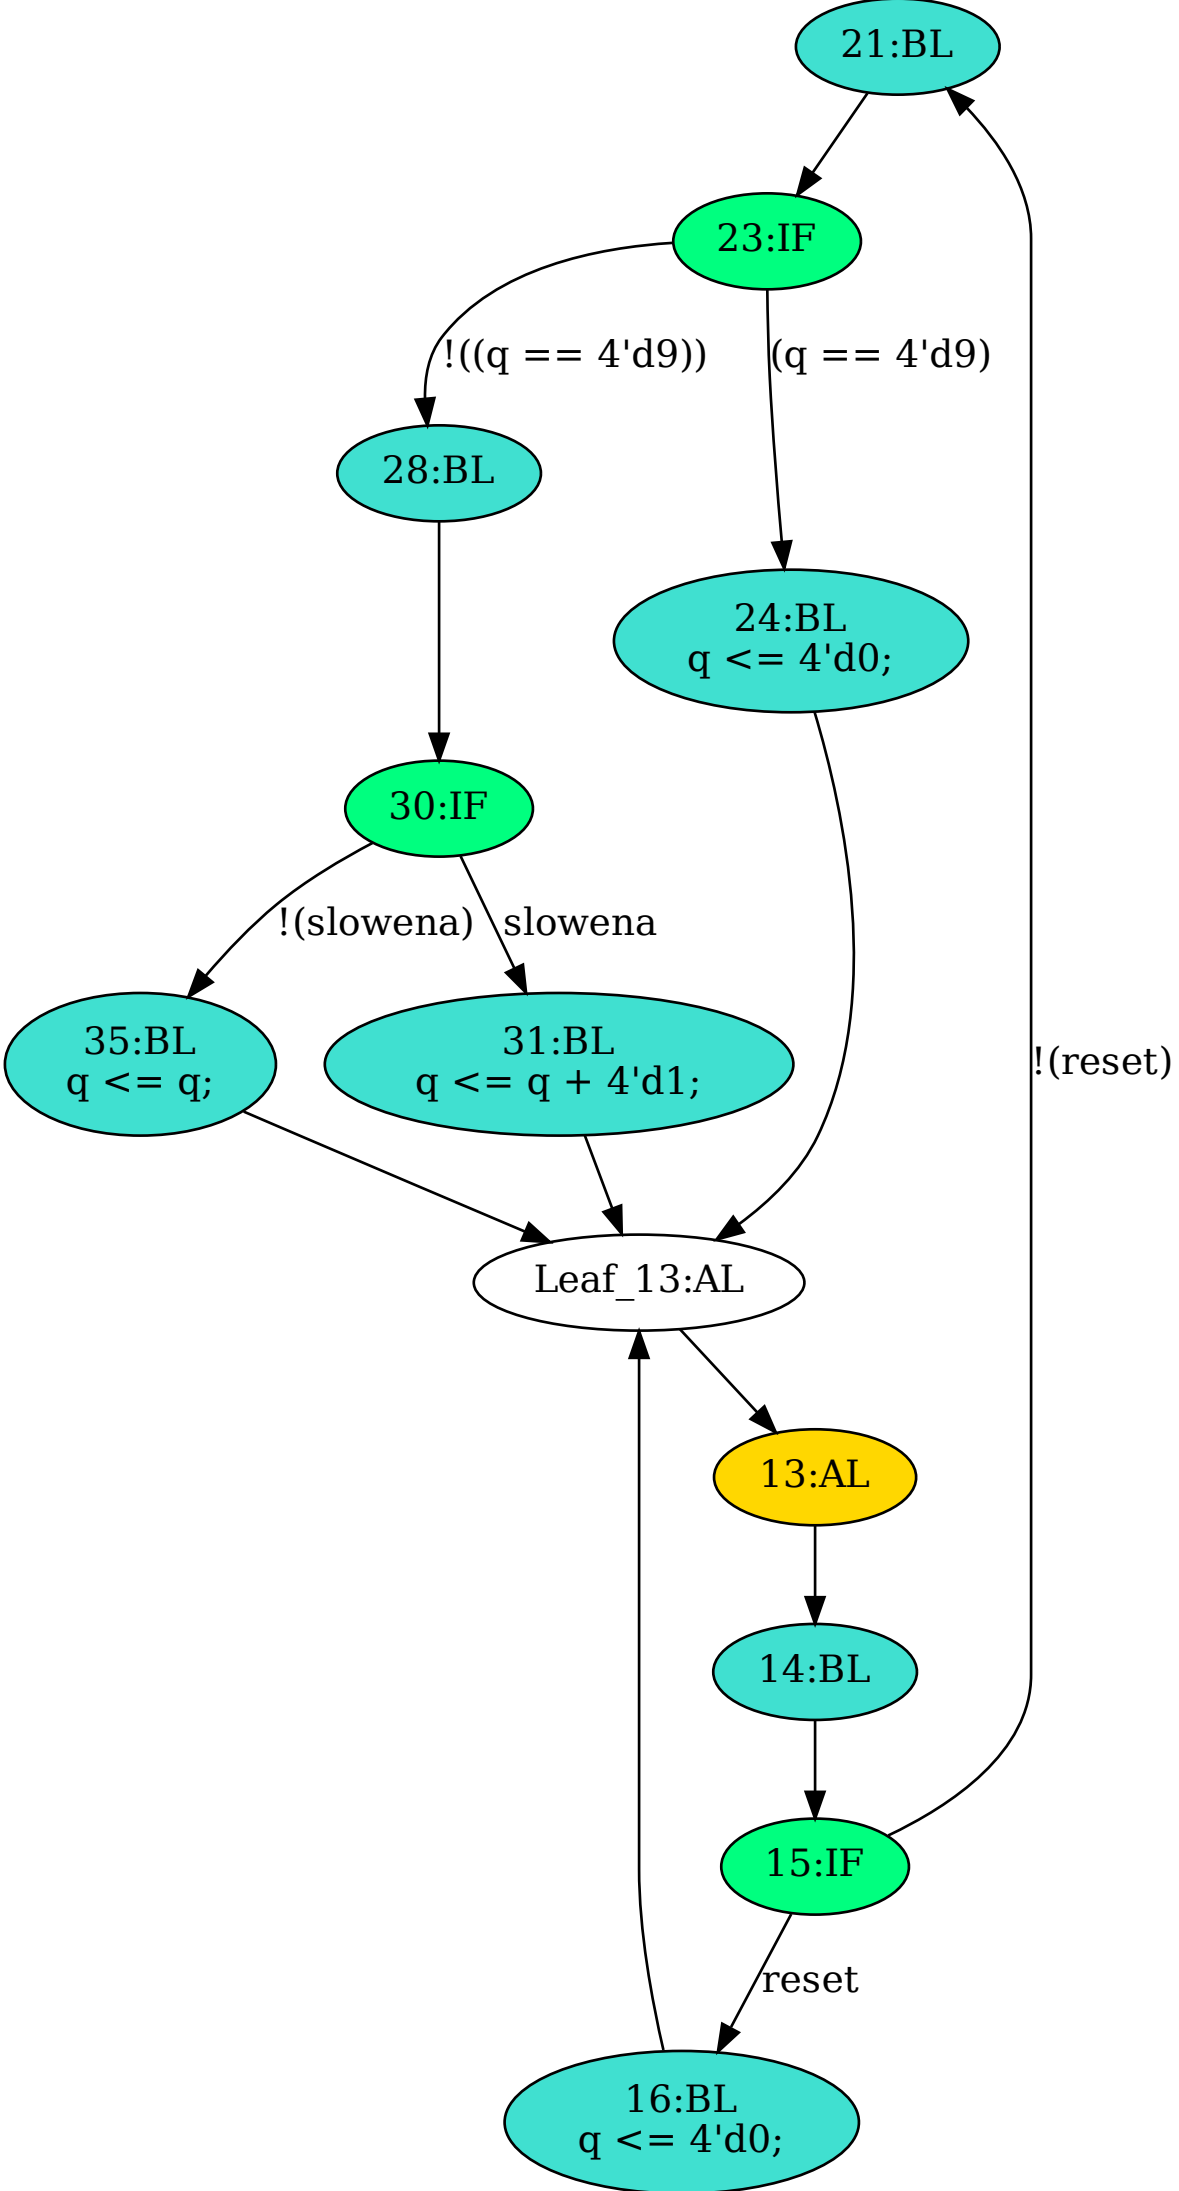 21:BL
23:IF
!((q == 4'd9))
(q == 4'd9)
28:BL
24:BL
q <= 4'd0;
30:IF
!(slowena)
slowena
35:BL
q <= q;
31:BL
q <= q + 4'd1;
!(reset)
Leaf_13:AL
13:AL
14:BL
15:IF
reset
16:BL
q <= 4'd0;